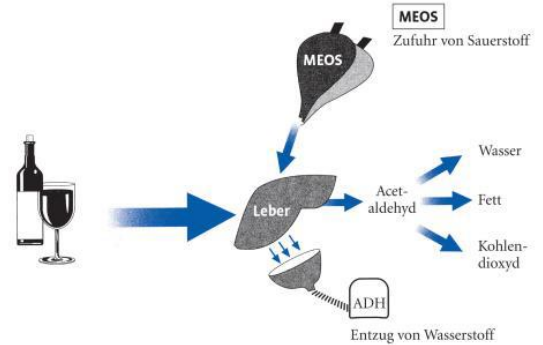 MEOS
Zufuhr von Sauerstoff
MEOS
Wasser
Leber
Acet-
aldehyd
Fett
Kohlen-
dioxyd
ADH
Entzug von Wasserstoff